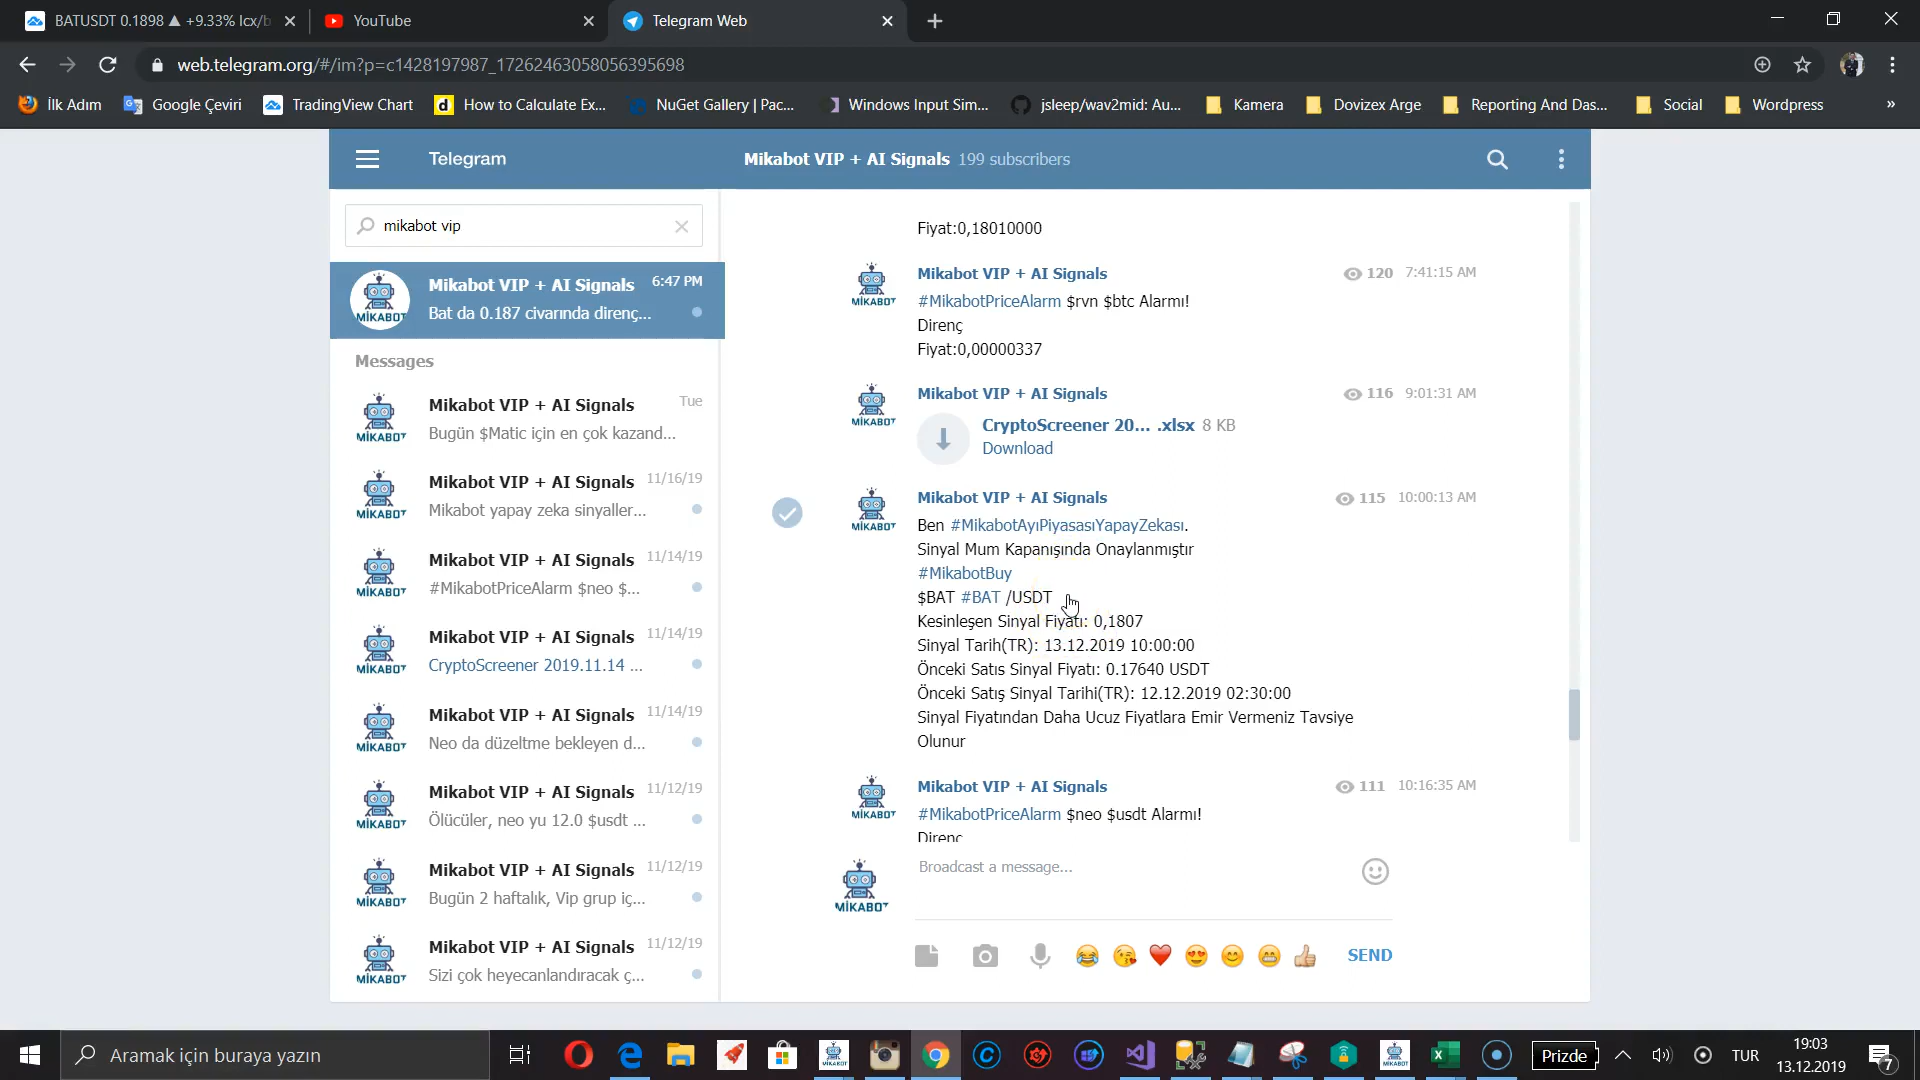 BATUSDT 0.1898 ▲ +9.33% Icx/b
YouTube
Telegram Web
web.telegram.org/#/im?p=c1428197987_17262463058056395698
İlk Adım
Google Çeviri
TradingView Chart
How to Calculate Ex...
NuGet Gallery | Pac...
Windows Input Sim...
jsleep/wav2mid: Au...
Kamera
Dovizex Arge
Reporting And Das...
Social
Wordpress
»
Telegram
Mikabot VIP + AI Signals 199 subscribers
mikabot vip
Mikabot VIP + AI Signals 6:47 PM
Bat da 0.187 civarında direnç...
Messages
Mikabot VIP + AI Signals Tue
Bugün $Matic için en çok kazand...
Mikabot VIP + AI Signals 11/16/19
Mikabot yapay zeka sinyaller...
Mikabot VIP + AI Signals 11/14/19
#MikabotPriceAlarm $neo $...
Mikabot VIP + AI Signals 11/14/19
CryptoScreener 2019.11.14 ...
Mikabot VIP + AI Signals 11/14/19
Neo da düzeltme bekleyen d...
Mikabot VIP + AI Signals 11/12/19
Ölücüler, neo yu 12.0 $usdt ...
Mikabot VIP + AI Signals 11/12/19
Bugün 2 haftalık, Vip grup iç...
Mikabot VIP + AI Signals 11/12/19
Sizi çok heyecanlandıracak ç...
Fiyat:0,18010000
Mikabot VIP + AI Signals 120 7:41:15 AM
#MikabotPriceAlarm $rvn $btc Alarmı!
Direnç
Fiyat:0,00000337
Mikabot VIP + AI Signals 116 9:01:31 AM
CryptoScreener 20... .xlsx 8 KB
Download
Mikabot VIP + AI Signals 115 10:00:13 AM
Ben #MikabotAyıPiyasasıYapayZekası.
Sinyal Mum Kapanışında Onaylanmıştır
#MikabotBuy
$BAT #BAT /USDT
Kesinleşen Sinyal Fiyatı: 0,1807
Sinyal Tarih(TR): 13.12.2019 10:00:00
Önceki Satıs Sinyal Fiyatı: 0.17640 USDT
Önceki Satış Sinyal Tarihi(TR): 12.12.2019 02:30:00
Sinyal Fiyatından Daha Ucuz Fiyatlara Emir Vermeniz Tavsiye
Olunur
Mikabot VIP + AI Signals 111 10:16:35 AM
#MikabotPriceAlarm $neo $usdt Alarmı!
Direnç
Broadcast a message...
MİKABOT
SEND
Aramak için buraya yazın
Prizde
TUR
19:03
13.12.2019
7